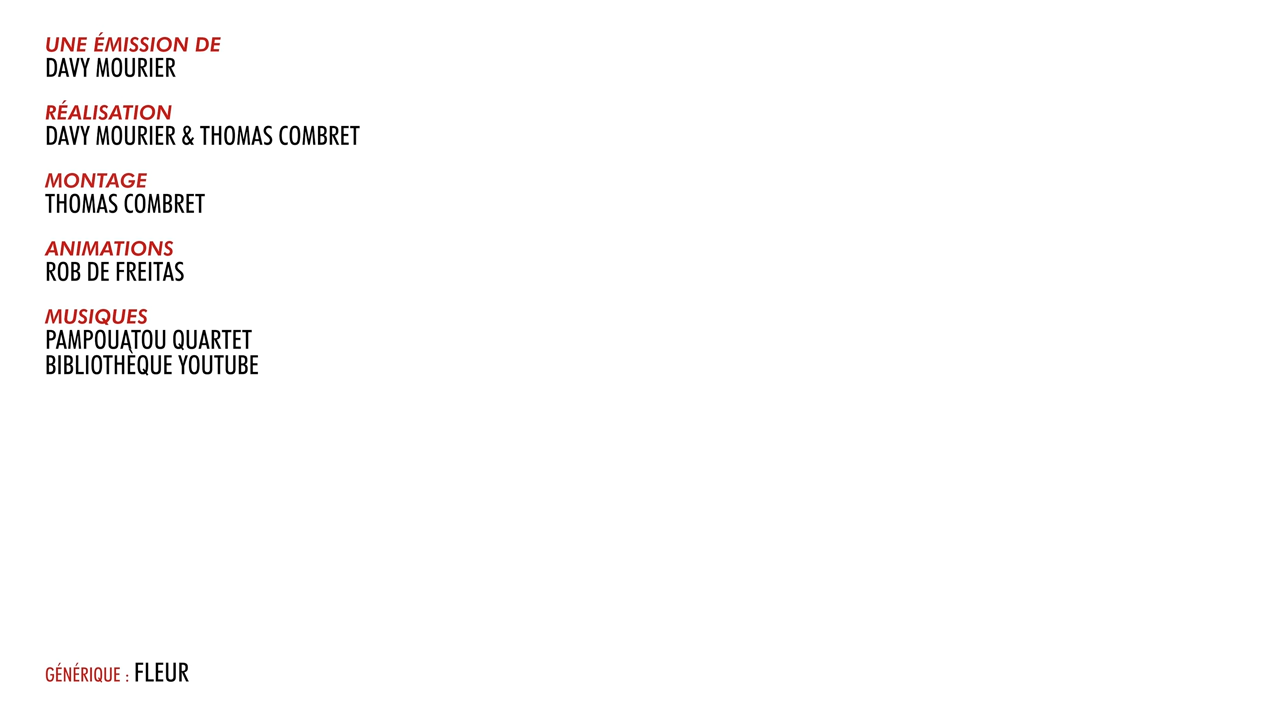 UNE ÉMISSION DE
DAVY MOURIER
RÉALISATION
DAVY MOURIER & THOMAS COMBRET
MONTAGE
THOMAS COMBRET
ANIMATIONS
ROB DE FREITAS
MUSIQUES
PAMPOUATOU QUARTET
BIBLIOTHÈQUE YOUTUBE
GÉNÉRIQUE : FLEUR